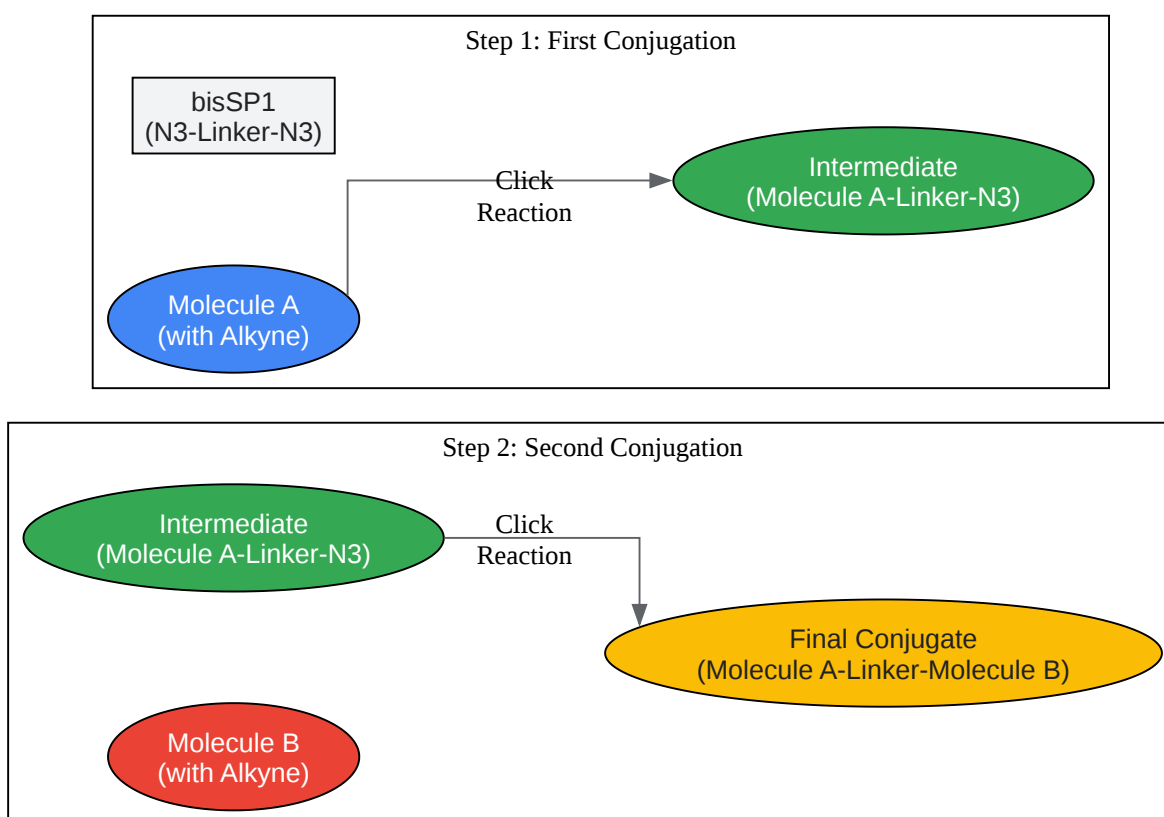 Step 1: First Conjugation
bisSP1
(N3-Linker-N3)
Click
Reaction
Intermediate
(Molecule A-Linker-N3)
Molecule A
(with Alkyne)
Step 2: Second Conjugation
Intermediate
(Molecule A-Linker-N3)
Click
Reaction
Final Conjugate
(Molecule A-Linker-Molecule B)
Molecule B
(with Alkyne)